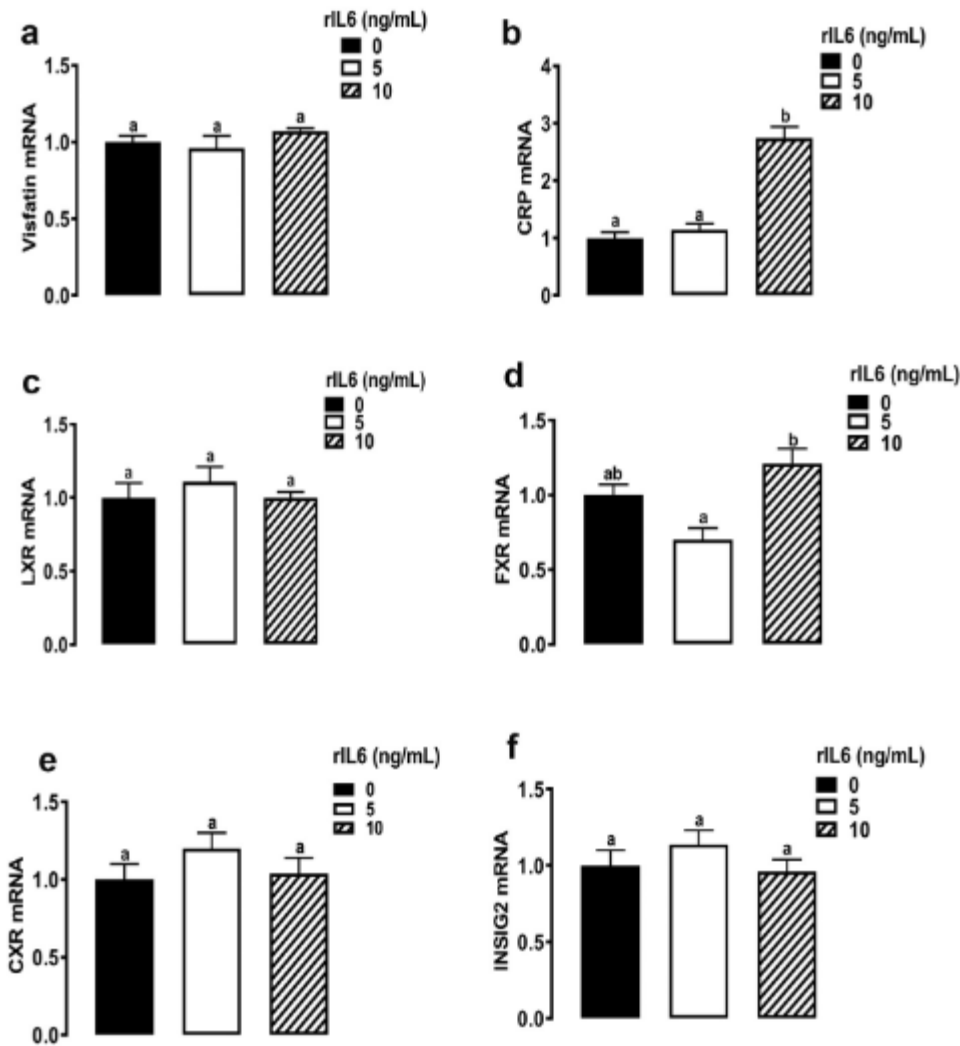 a
rIL6 (ng/mL)
0
5
10
Visfatin mRNA
1.5
1.0
0.5
0.0
a
a
a
b
rIL6 (ng/mL)
0
5
10
CRP mRNA
4
3
2
1
0
a
a
b
c
rIL6 (ng/mL)
0
5
10
LXR mRNA
1.5
1.0
0.5
0.0
a
a
a
d
rIL6 (ng/mL)
0
5
10
FXR mRNA
1.5
1.0
0.5
0.0
ab
a
b
e
rIL6 (ng/mL)
0
5
10
CXR mRNA
1.5
1.0
0.5
0.0
a
a
a
f
rIL6 (ng/mL)
0
5
10
INSIG2 mRNA
1.5
1.0
0.5
0.0
a
a
a